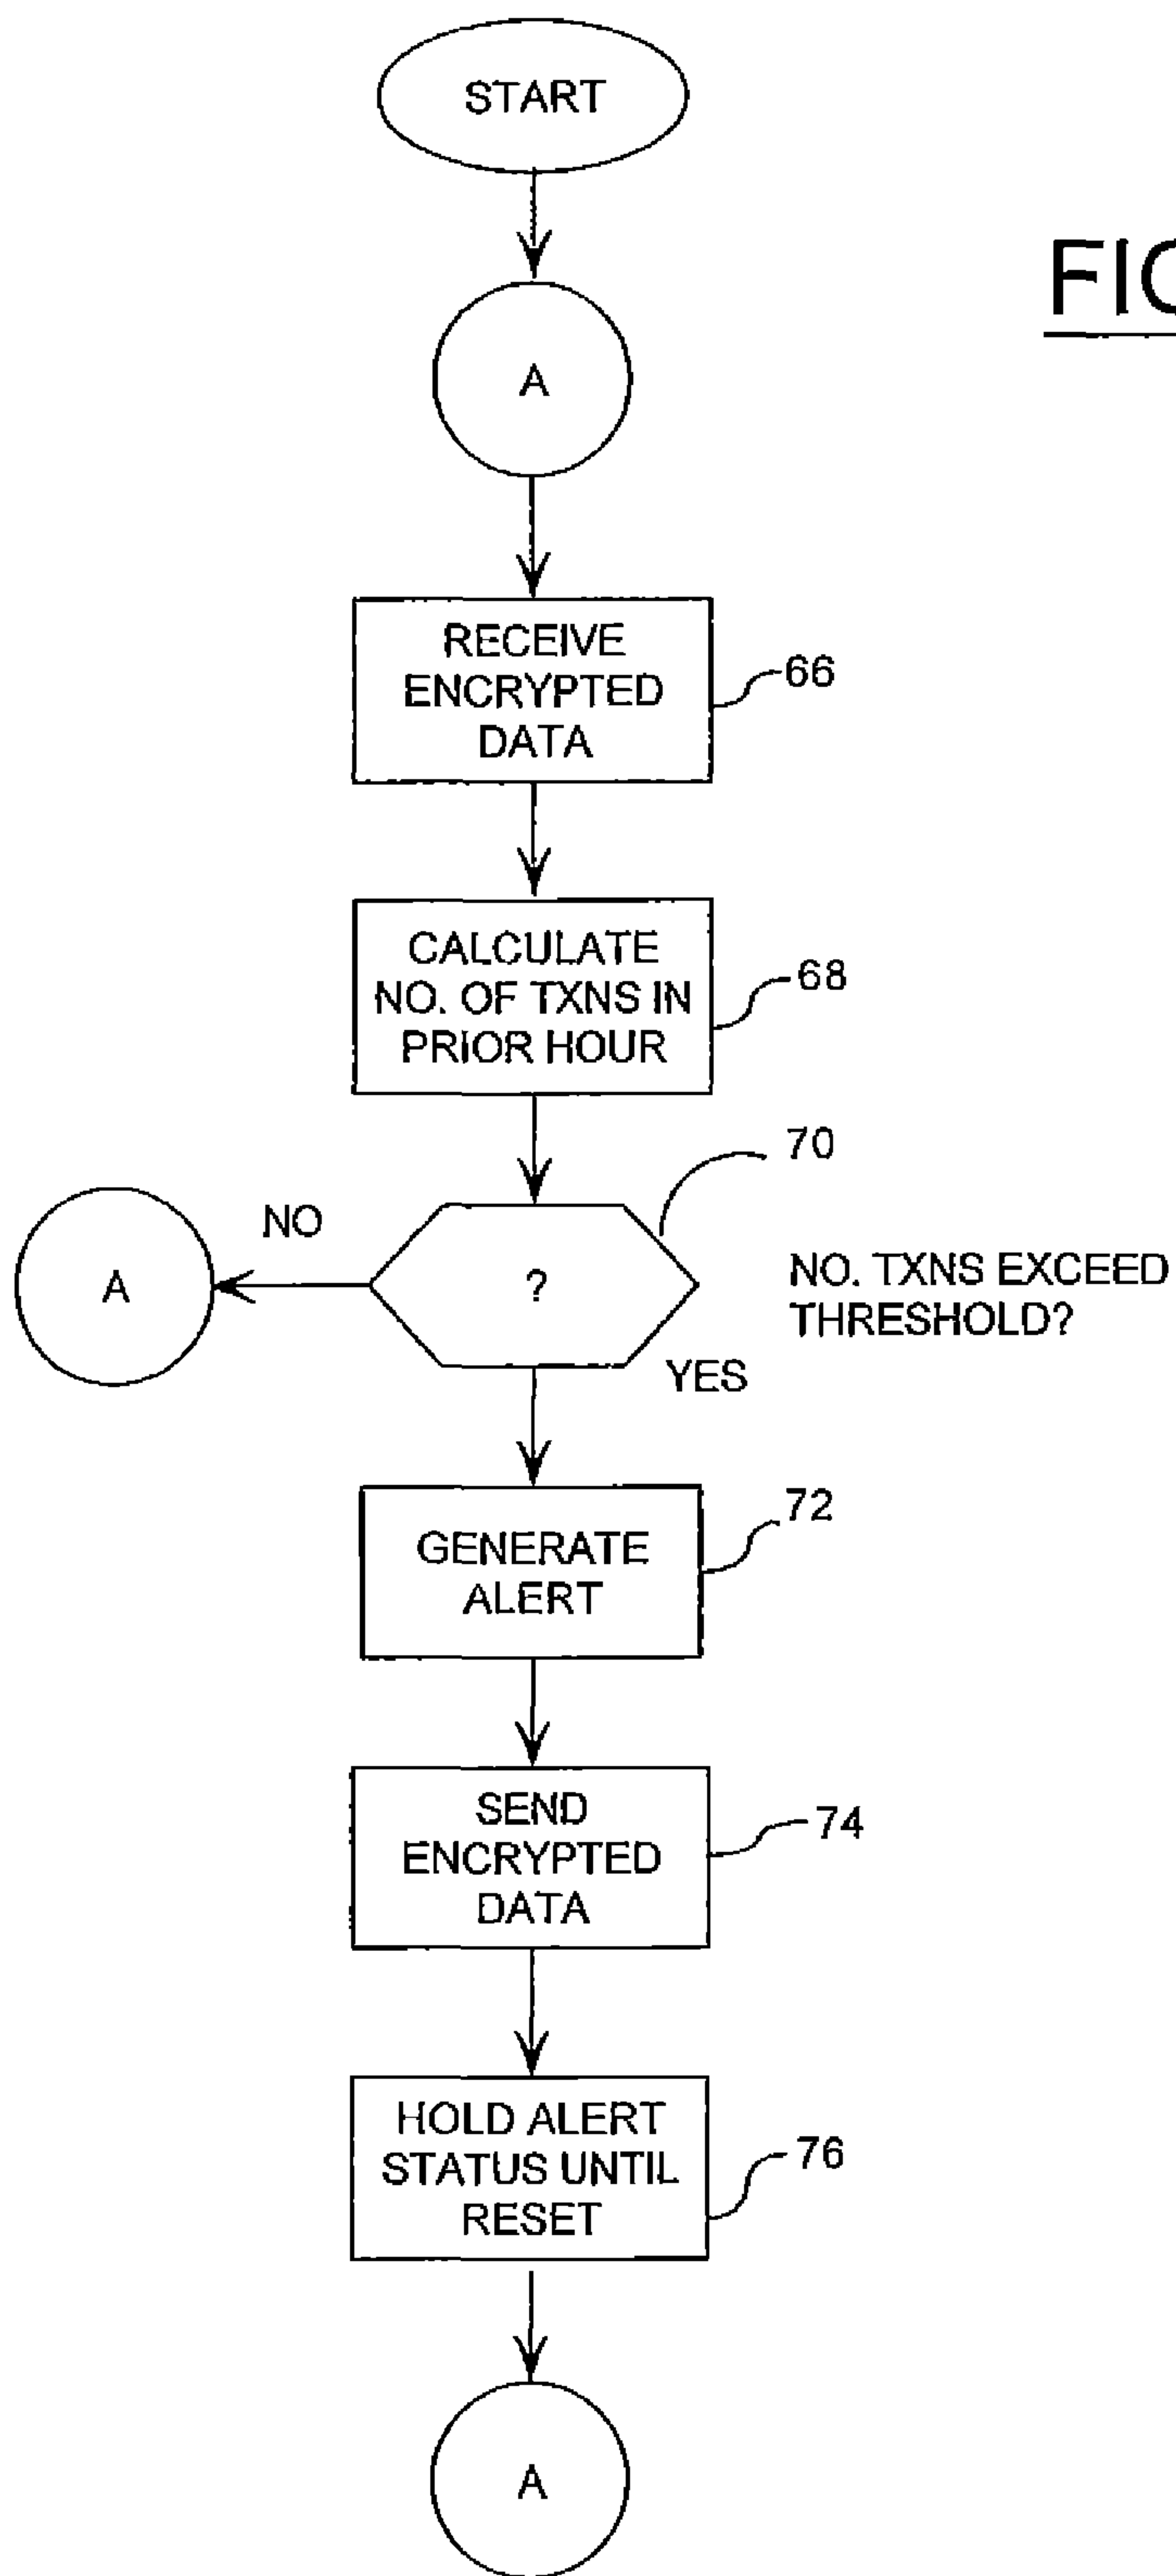 START
FIG
A
RECEIVE
ENCRYPTED
DATA
66
CALCULATE
NO. OF TXNS IN
PRIOR HOUR
68
70
NO
A
?
NO. TXNS EXCEED
THRESHOLD?
YES
GENERATE
ALERT
72
SEND
ENCRYPTED
DATA
74
HOLD ALERT
STATUS UNTIL
RESET
76
A